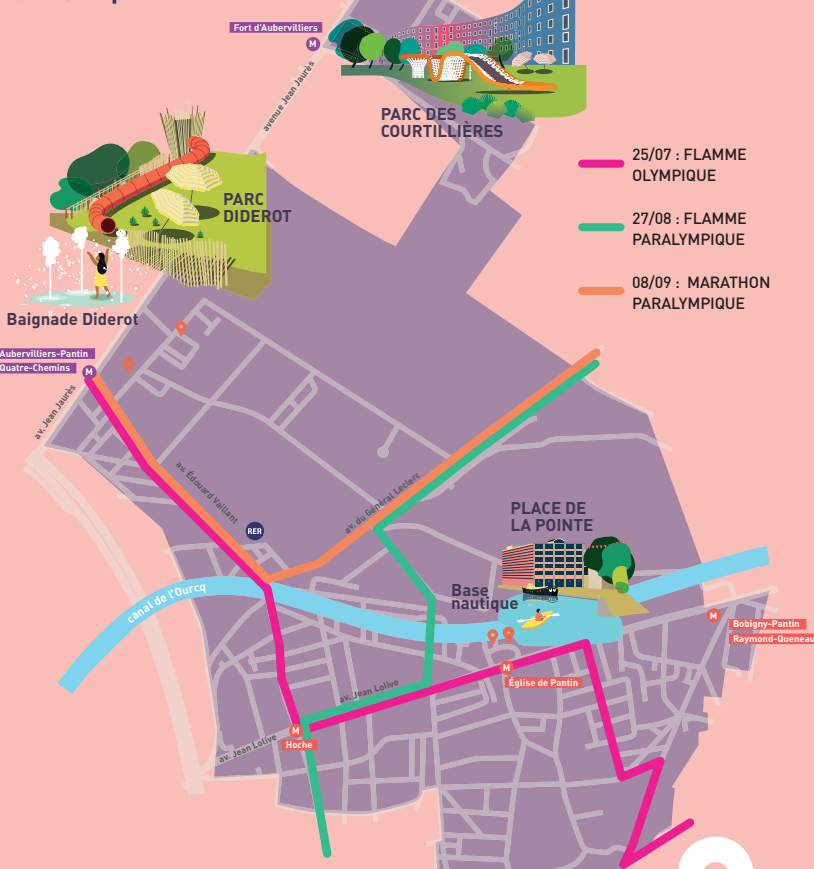 Fort d'Aubervilliers
M
avenue Jean Jaurès
PARC DES
COURTILLIÈRES
25/07 : FLAMME
OLYMPIQUE
PARC
DIDEROT
27/08 : FLAMME
PARALYMPIQUE
08/09 : MARATHON
PARALYMPIQUE
Baignade Diderot
Aubervilliers-Pantin
Quatre-Chemins
M
av. Jean Jaurès
av. Édouard Vaillant
RER
av. du Général Leclerc
PLACE DE
LA POINTE
canal de l'Ourcq
Base
nautique
M
Bobigny-Pantin
Raymond-Queneau
M
Église de Pantin
av. Jean Lolive
M
Hoche
av. Jean Lolive